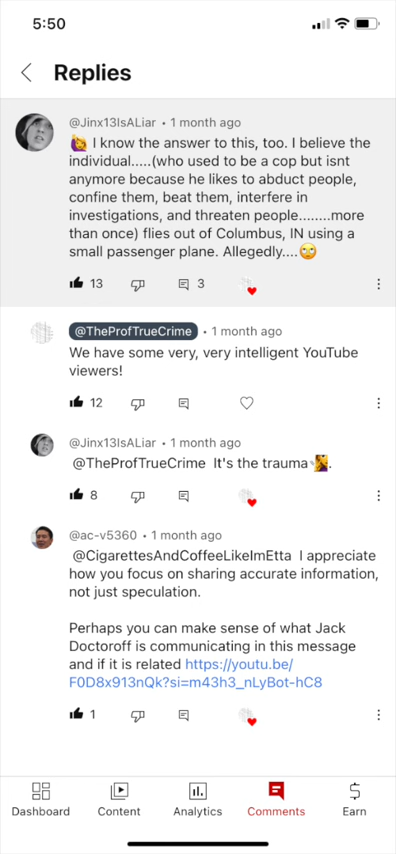 5:50
Replies
@Jinx13IsALiar • 1 month ago
🙋 I know the answer to this, too. I believe the
individual.....(who used to be a cop but isnt
anymore because he likes to abduct people,
confine them, beat them, interfere in
investigations, and threaten people........more
than once) flies out of Columbus, IN using a
small passenger plane. Allegedly....🙄
13 3
@TheProfTrueCrime • 1 month ago
We have some very, very intelligent YouTube
viewers!
12
@Jinx13IsALiar • 1 month ago
@TheProfTrueCrime It's the trauma 💃.
8
@ac-v5360 • 1 month ago
@CigarettesAndCoffeeLikeImEtta I appreciate
how you focus on sharing accurate information,
not just speculation.
Perhaps you can make sense of what Jack
Doctoroff is communicating in this message
and if it is related https://youtu.be/
F0D8x913nQk?si=m43h3_nLyBot-hC8
1
Dashboard Content Analytics Comments Earn